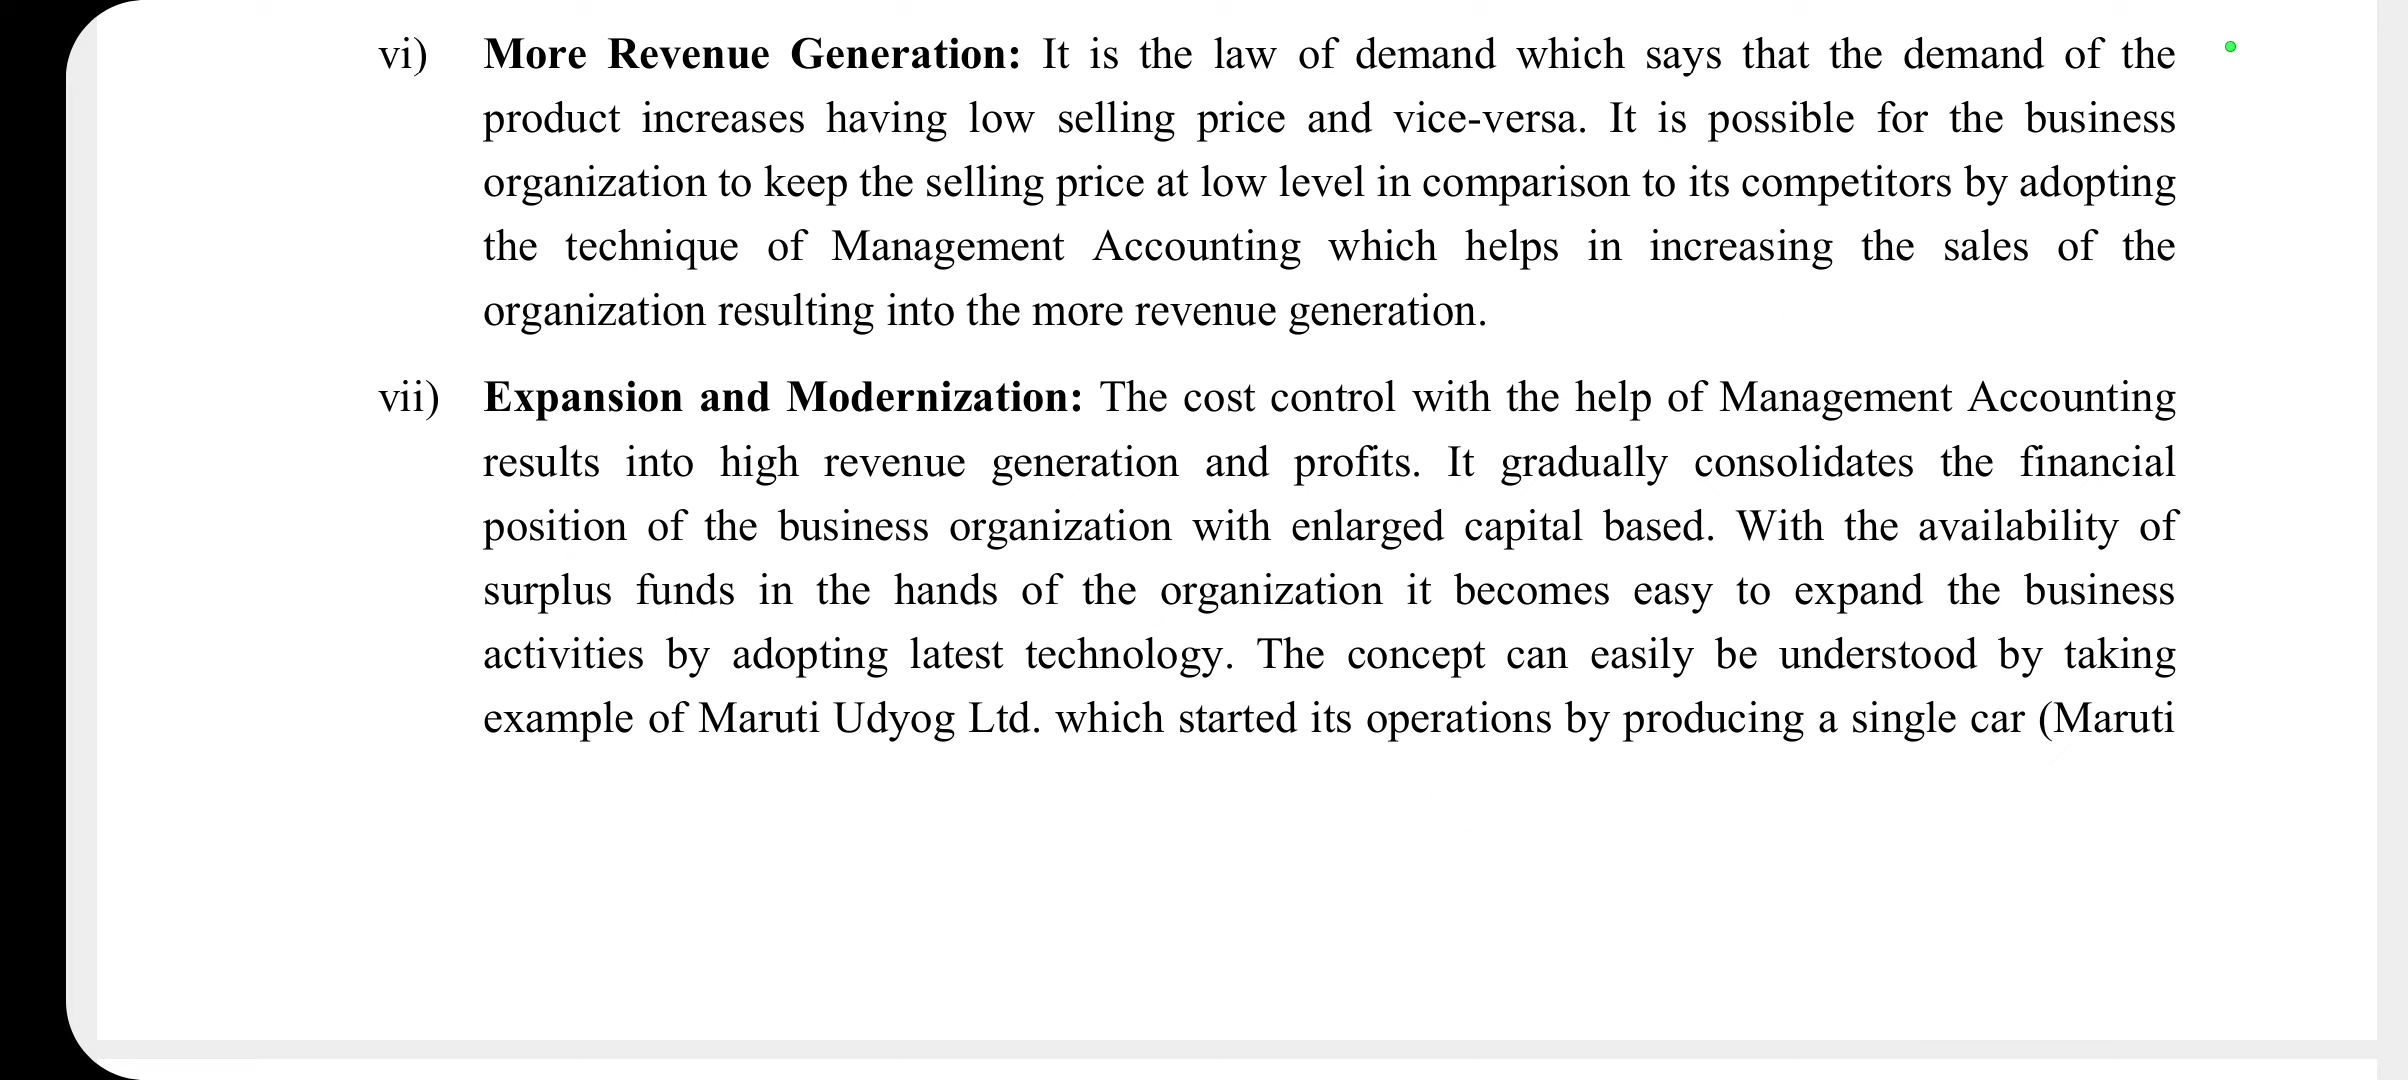 vi) More Revenue Generation: It is the law of demand which says that the demand of the
product increases having low selling price and vice-versa. It is possible for the business
organization to keep the selling price at low level in comparison to its competitors by adopting
the technique of Management Accounting which helps in increasing the sales of the
organization resulting into the more revenue generation.
vii) Expansion and Modernization: The cost control with the help of Management Accounting
results into high revenue generation and profits. It gradually consolidates the financial
position of the business organization with enlarged capital based. With the availability of
surplus funds in the hands of the organization it becomes easy to expand the business
activities by adopting latest technology. The concept can easily be understood by taking
example of Maruti Udyog Ltd. which started its operations by producing a single car (Maruti